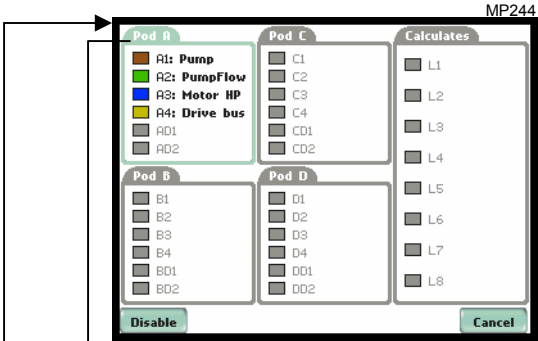 MP244
Pod A
A1: Pump
A2: PumpFlow
A3: Motor HP
A4: Drive bus
AD1
AD2
Pod C
C1
C2
C3
C4
CD1
CD2
Calculates
L1
L2
L3
L4
L5
L6
L7
L8
Pod B
B1
B2
B3
B4
BD1
BD2
Pod D
D1
D2
D3
D4
DD1
DD2
Disable
Cancel